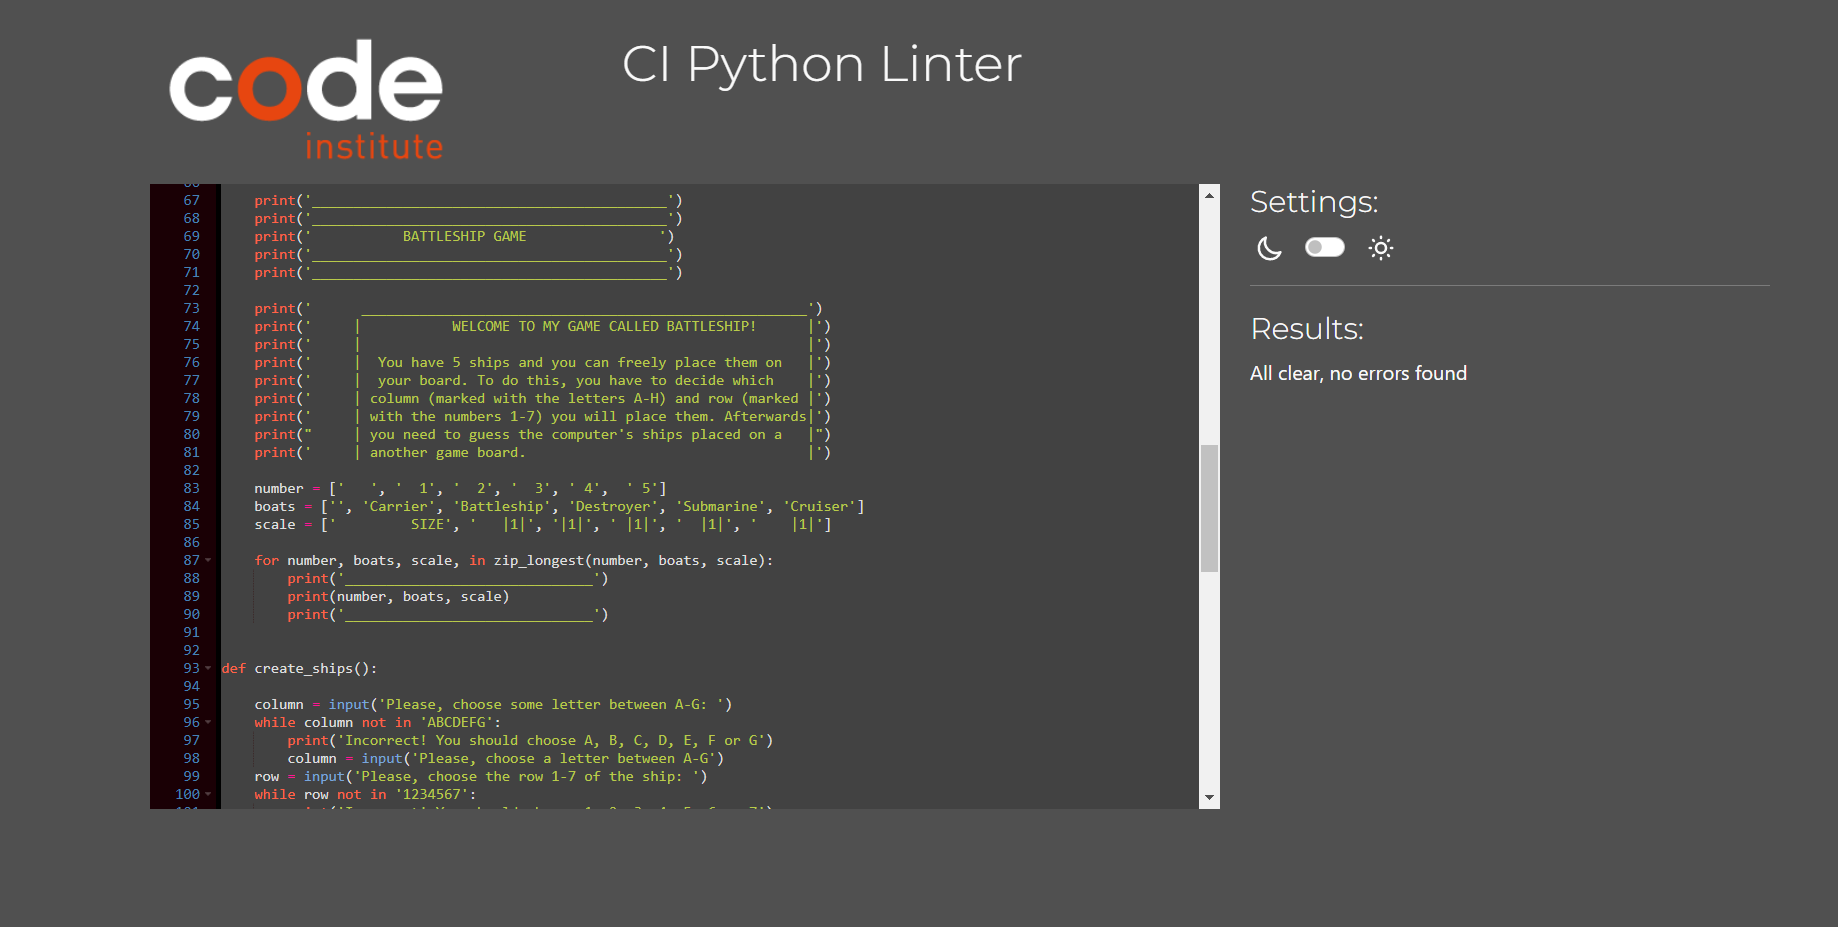 code
institute
CI Python Linter
67 print('___________________________________________')
68 print('___________________________________________')
69 print('           BATTLESHIP GAME                ')
70 print('___________________________________________')
71 print('___________________________________________')
72
73 print('      ______________________________________________________')
74 print('     |           WELCOME TO MY GAME CALLED BATTLESHIP!      |')
75 print('     |                                                      |')
76 print('     |  You have 5 ships and you can freely place them on   |')
77 print('     |  your board. To do this, you have to decide which    |')
78 print('     | column (marked with the letters A-H) and row (marked |')
79 print('     | with the numbers 1-7) you will place them. Afterwards|')
80 print("     | you need to guess the computer's ships placed on a   |")
81 print('     | another game board.                                  |')
82
83 number = ['   ', '  1', '  2', '  3', ' 4',  ' 5']
84 boats = ['', 'Carrier', 'Battleship', 'Destroyer', 'Submarine', 'Cruiser']
85 scale = ['         SIZE', '   |1|', '|1|', ' |1|', '  |1|', '    |1|']
86
87 for number, boats, scale, in zip_longest(number, boats, scale):
88 print('______________________________')
89 print(number, boats, scale)
90 print('______________________________')
91
92
93 def create_ships():
94
95 column = input('Please, choose some letter between A-G: ')
96 while column not in 'ABCDEFG':
97 print('Incorrect! You should choose A, B, C, D, E, F or G')
98 column = input('Please, choose a letter between A-G')
99 row = input('Please, choose the row 1-7 of the ship: ')
100 while row not in '1234567':
Settings:
Results:
All clear, no errors found